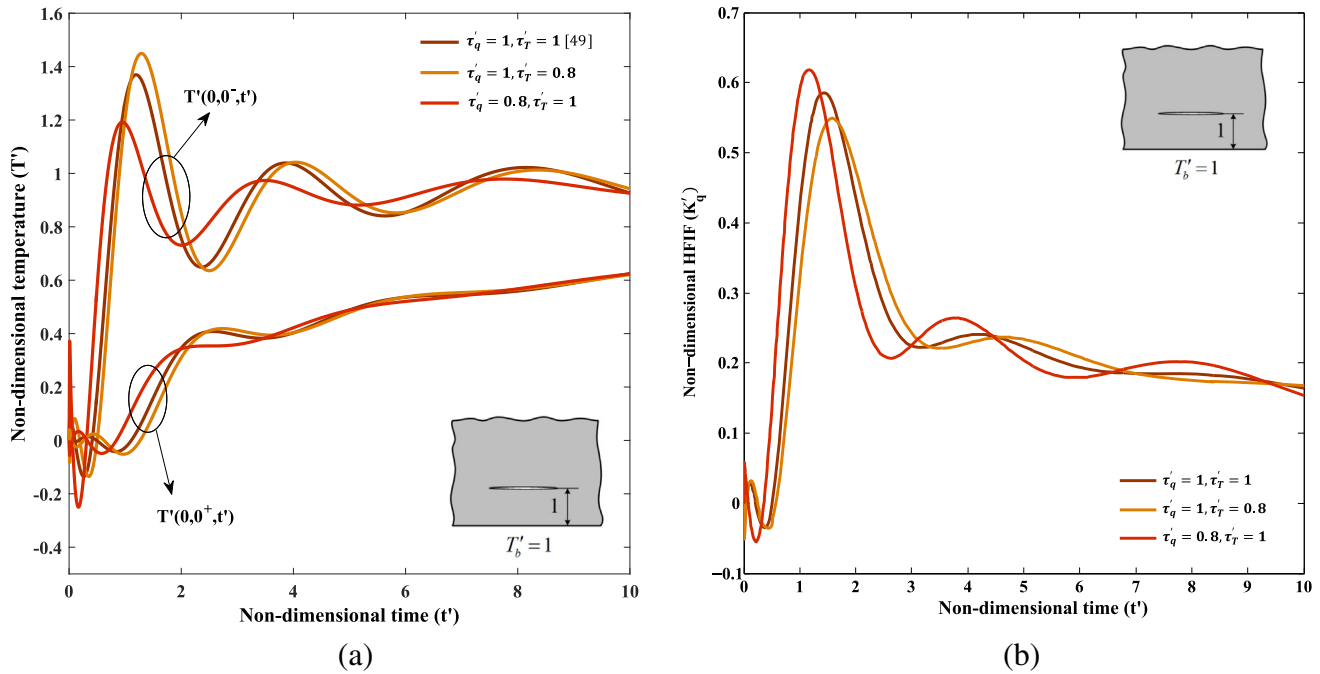 Non-dimensional temperature (T')
1.6
1.4
1.2
1
0.8
0.6
0.4
0.2
0
-0.2
-0.4
0
2
4
6
8
10
Non-dimensional time (t')
τ'q = 1, τ'T = 1 [49]
τ'q = 1, τ'T = 0.8
τ'q = 0.8, τ'T = 1
T'(0,0⁻,t')
T'(0,0⁺,t')
1
T'b = 1
(a)
Non-dimensional HFIF (K'q)
0.7
0.6
0.5
0.4
0.3
0.2
0.1
0
−0.1
0
1
2
3
4
5
6
7
8
9
10
Non-dimensional time (t')
1
T'b = 1
τ'q = 1, τ'T = 1
τ'q = 1, τ'T = 0.8
τ'q = 0.8, τ'T = 1
(b)